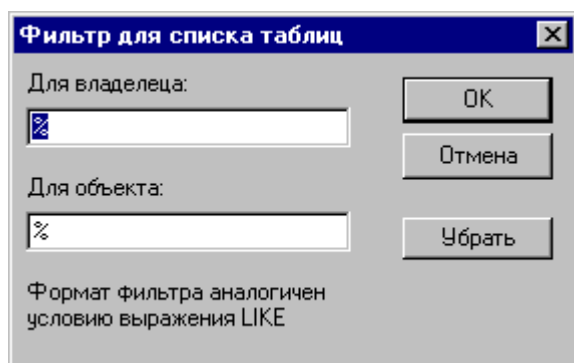 Фильтр для списка таблиц
Для владелеца:
%
OK
Отмена
Для объекта:
%
Убрать
Формат фильтра аналогичен
условию выражения LIKE